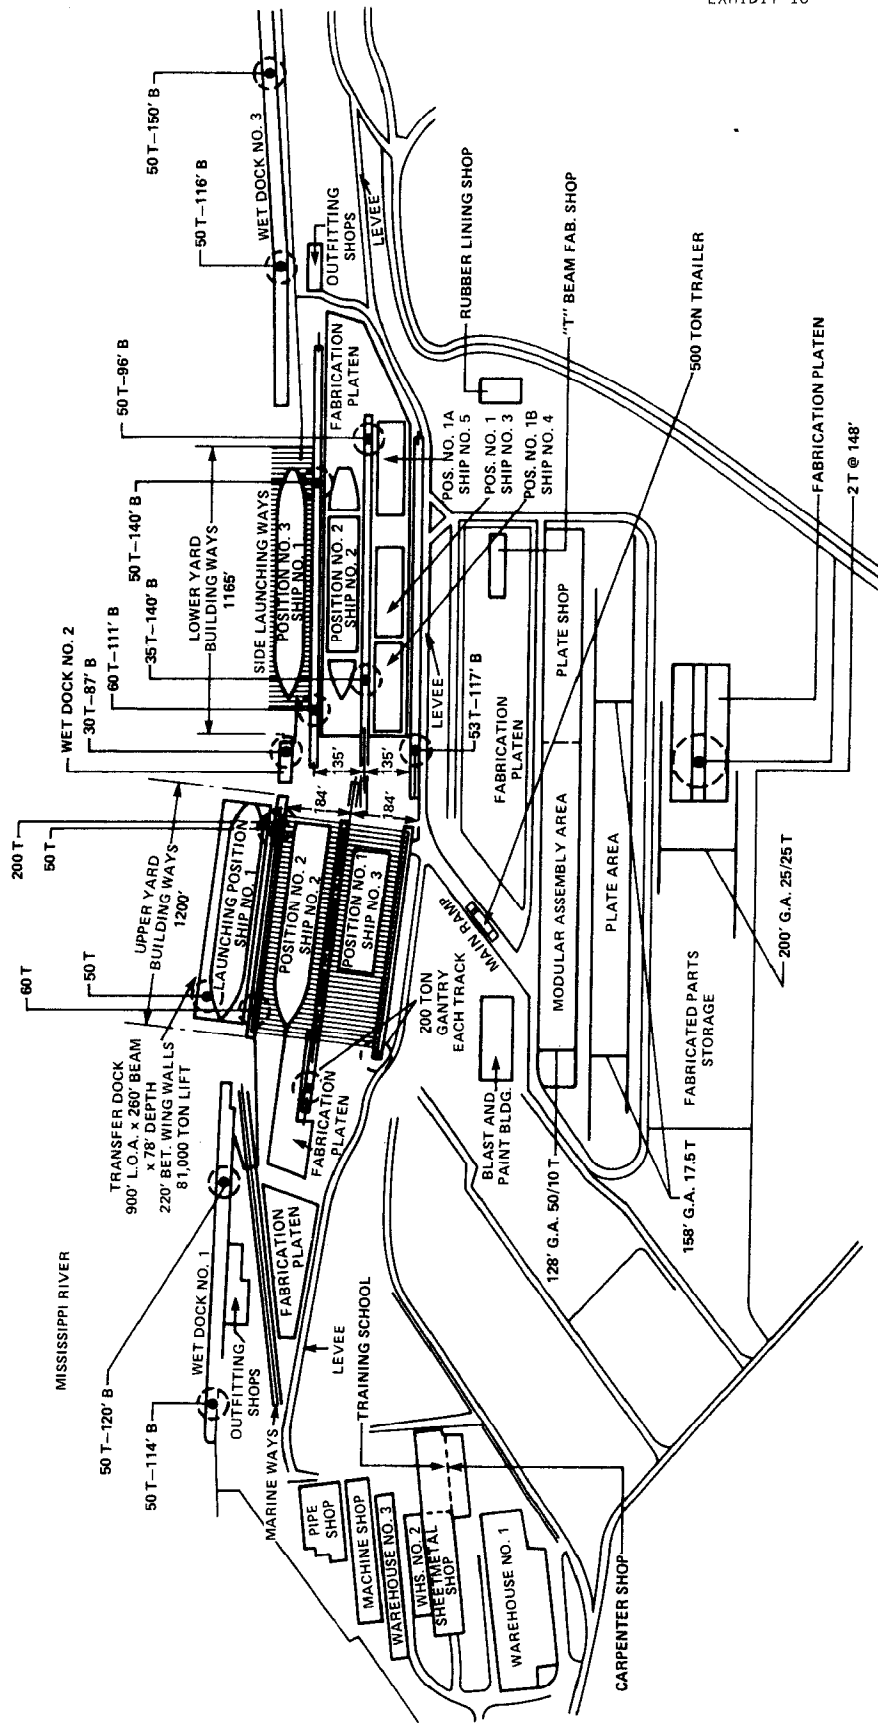 EXHIBIT 10
50 T–150' B
50 T–116' B
WET DOCK NO. 3
OUTFITTING
SHOPS
LEVEE
RUBBER LINING SHOP
"T" BEAM FAB. SHOP
500 TON TRAILER
FABRICATION PLATEN
2T @ 148'
50 T–96' B
FABRICATION
PLATEN
POS. NO. 1A
SHIP NO. 5
POS. NO. 1
SHIP NO. 3
POS. NO. 1B
SHIP NO. 4
50 T–140' B
LOWER YARD
BUILDING WAYS
1165'
SIDE LAUNCHING WAYS
POSITION NO. 3
SHIP NO. 1
POSITION NO. 2
SHIP NO. 2
35 T–140' B
60 T–111' B
30 T–87' B
WET DOCK NO. 2
LEVEE
53 T–117' B
135'
135'
184'
184'
FABRICATION
PLATEN
PLATE SHOP
MODULAR ASSEMBLY AREA
PLATE AREA
200' G.A. 25/25 T
FABRICATED PARTS
STORAGE
158' G.A. 17.5 T
128' G.A. 50/10 T
MAIN RAMP
BLAST AND
PAINT BLDG.
200 TON
GANTRY
EACH TRACK
200 T
50 T
UPPER YARD
BUILDING WAYS
1200'
LAUNCHING POSITION
SHIP NO. 1
POSITION NO. 2
SHIP NO. 2
POSITION NO. 1
SHIP NO. 3
60 T
50 T
TRANSFER DOCK
900' L.O.A. x 260' BEAM
x 78' DEPTH
220' BET. WING WALLS
81,000 TON LIFT
FABRICATION
PLATEN
FABRICATION
PLATEN
MISSISSIPPI RIVER
WET DOCK NO. 1
OUTFITTING
SHOPS
50 T–120' B
50 T–114' B
MARINE WAYS
LEVEE
TRAINING SCHOOL
PIPE
SHOP
MACHINE SHOP
WAREHOUSE NO. 3
WHS. NO. 2
SHEETMETAL
SHOP
WAREHOUSE NO. 1
CARPENTER SHOP